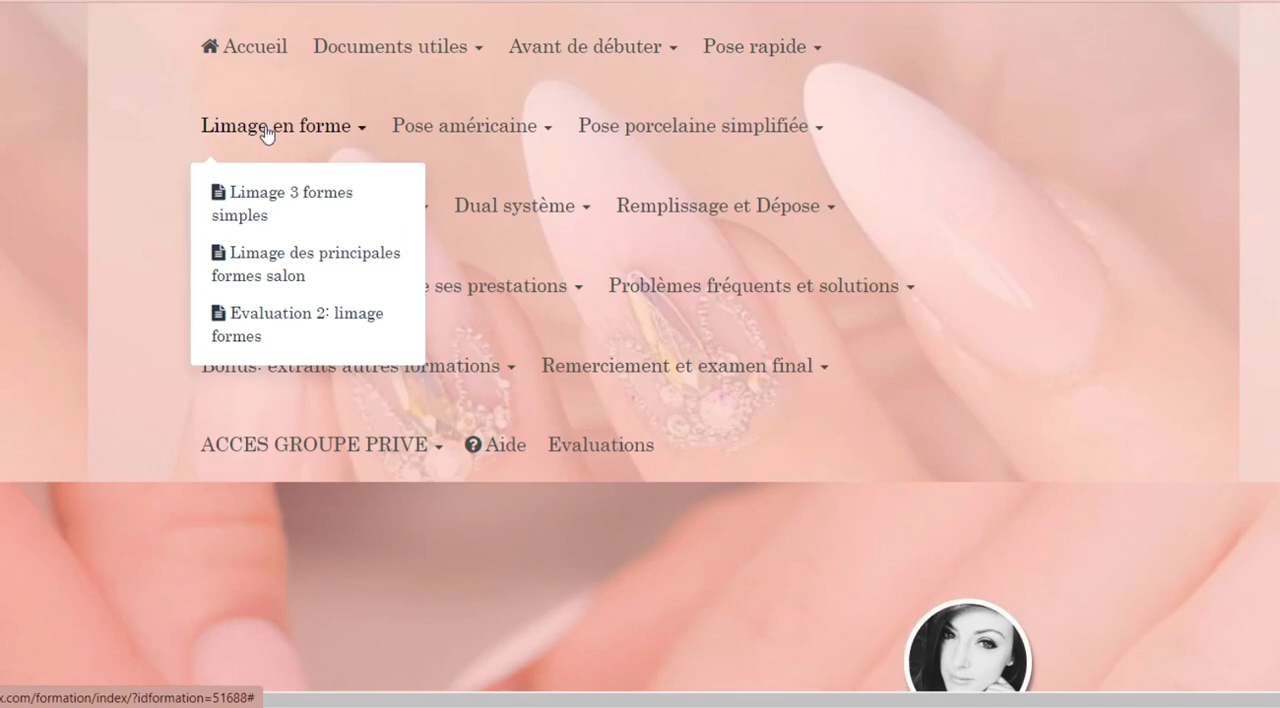 Accueil Documents utiles Avant de débuter Pose rapide
Limage en forme Pose américaine Pose porcelaine simplifiée
Limage 3 formes
simples
Limage des principales
formes salon
Evaluation 2: limage
formes
Dual système Remplissage et Dépose
ses prestations Problèmes fréquents et solutions
Bonus: extraits autres formations Remerciement et examen final
ACCES GROUPE PRIVE Aide Evaluations
x.com/formation/index/?idformation=51688#